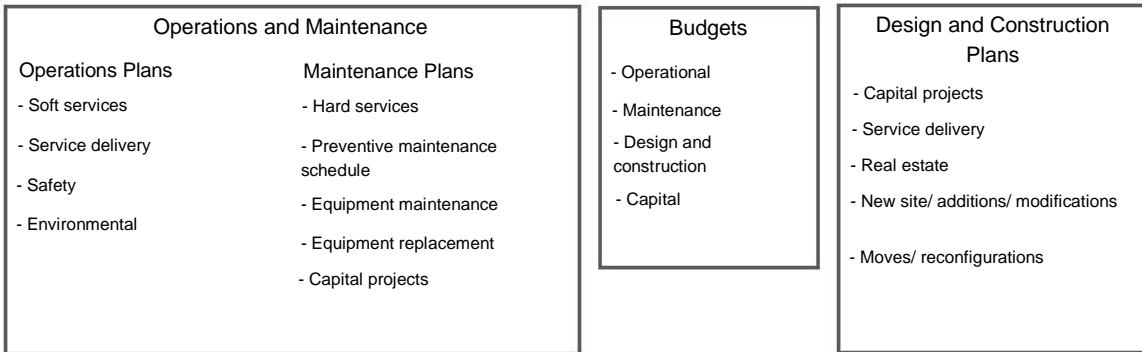 Operations and Maintenance
Operations Plans
- Soft services
- Service delivery
- Safety
- Environmental
Maintenance Plans
- Hard services
- Preventive maintenance
schedule
- Equipment maintenance
- Equipment replacement
- Capital projects
Budgets
- Operational
- Maintenance
- Design and
construction
- Capital
Design and Construction
Plans
- Capital projects
- Service delivery
- Real estate
- New site/ additions/ modifications
- Moves/ reconfigurations